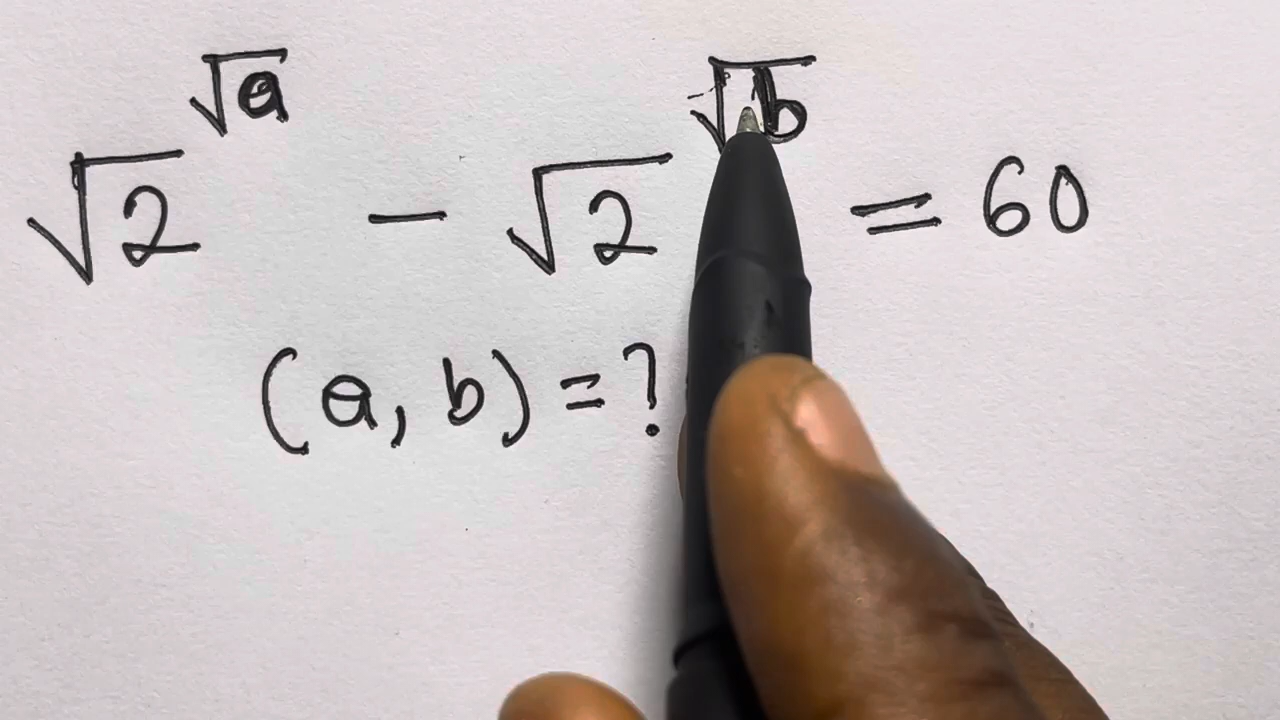 √2^√a - √2^√b = 60
(a, b) = ?